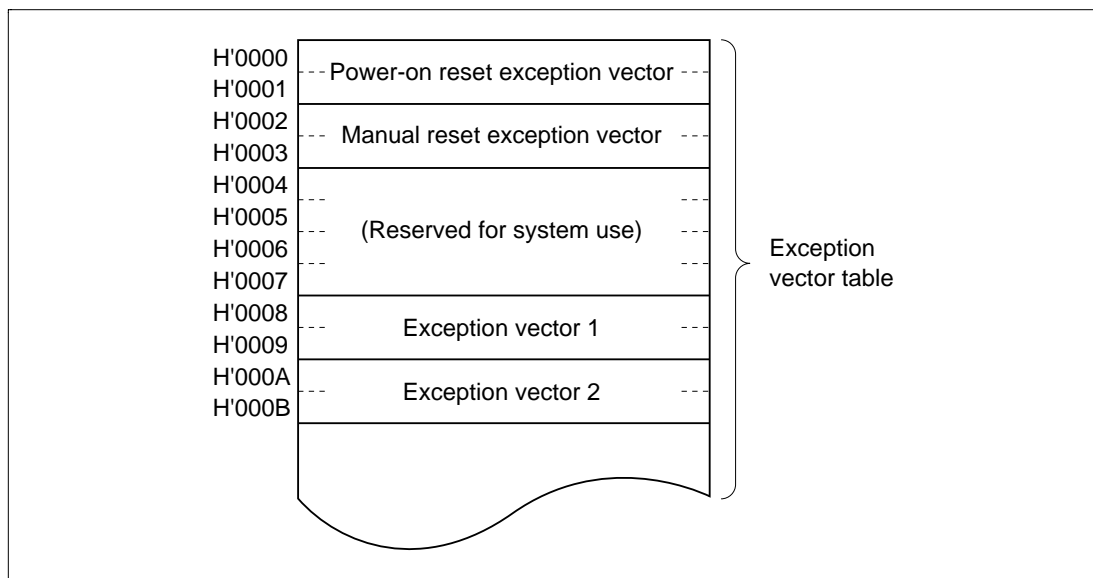 H'0000
H'0001
H'0002
H'0003
H'0004
H'0005
H'0006
H'0007
H'0008
H'0009
H'000A
H'000B
Power-on reset exception vector
Manual reset exception vector
(Reserved for system use)
Exception vector 1
Exception vector 2
Exception
vector table